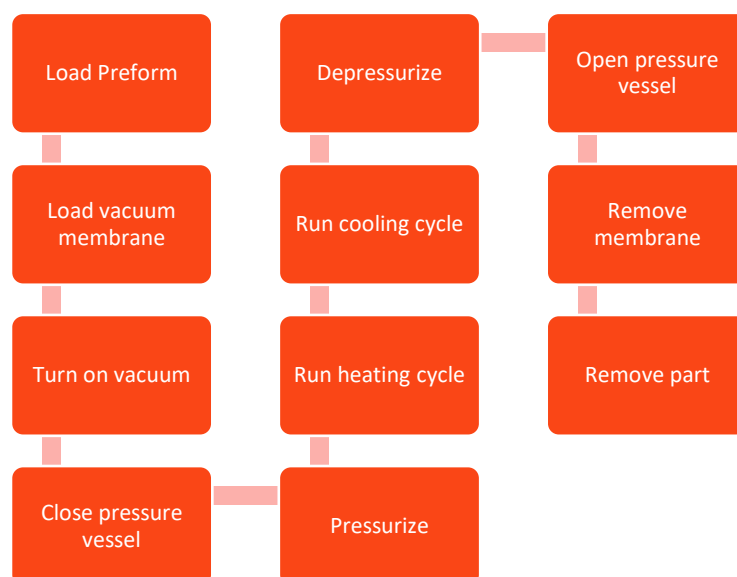 Load Preform
Load vacuum
membrane
Turn on vacuum
Close pressure
vessel
Pressurize
Run heating cycle
Run cooling cycle
Depressurize
Open pressure
vessel
Remove
membrane
Remove part